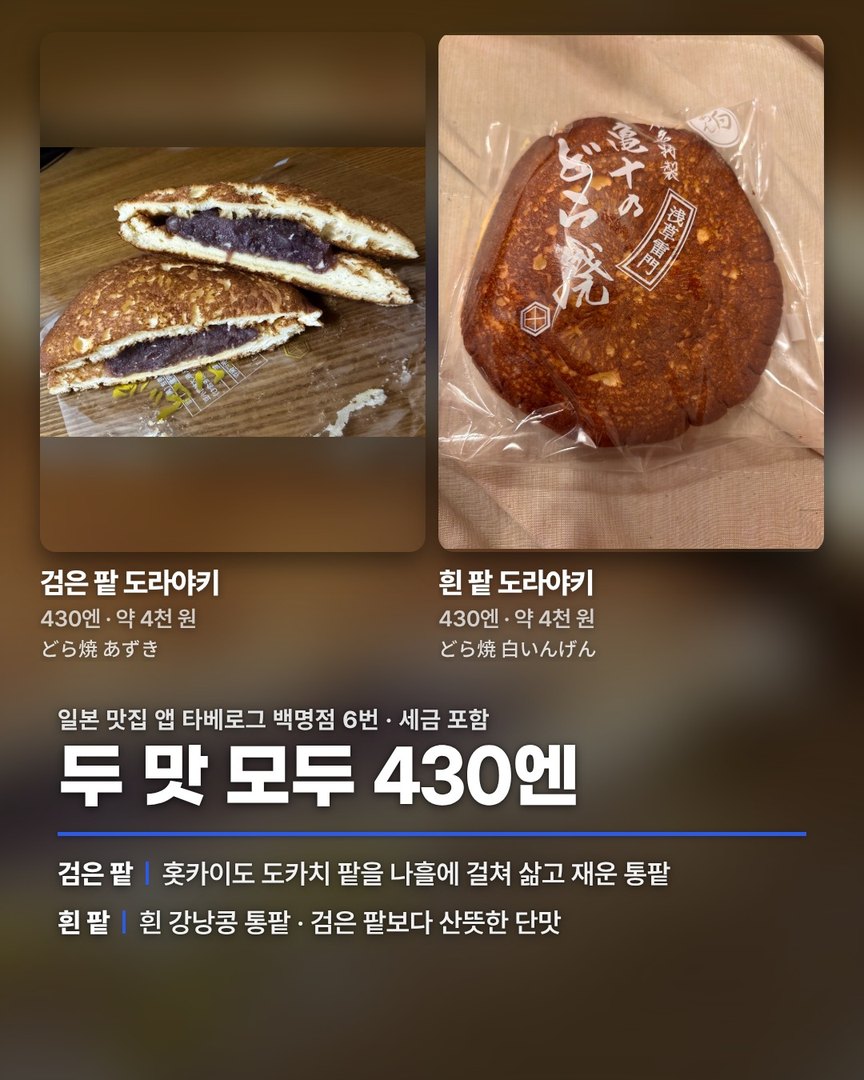 亀十の
どら焼
浅草雷門
검은 팥 도라야키
430엔 · 약 4천 원
どら焼 あずき
흰 팥 도라야키
430엔 · 약 4천 원
どら焼 白いんげん
일본 맛집 앱 타베로그 백명점 6번 · 세금 포함
두 맛 모두 430엔
검은 팥 | 홋카이도 도카치 팥을 나흘에 걸쳐 삶고 재운 통팥
흰 팥 | 흰 강낭콩 통팥 · 검은 팥보다 산뜻한 단맛